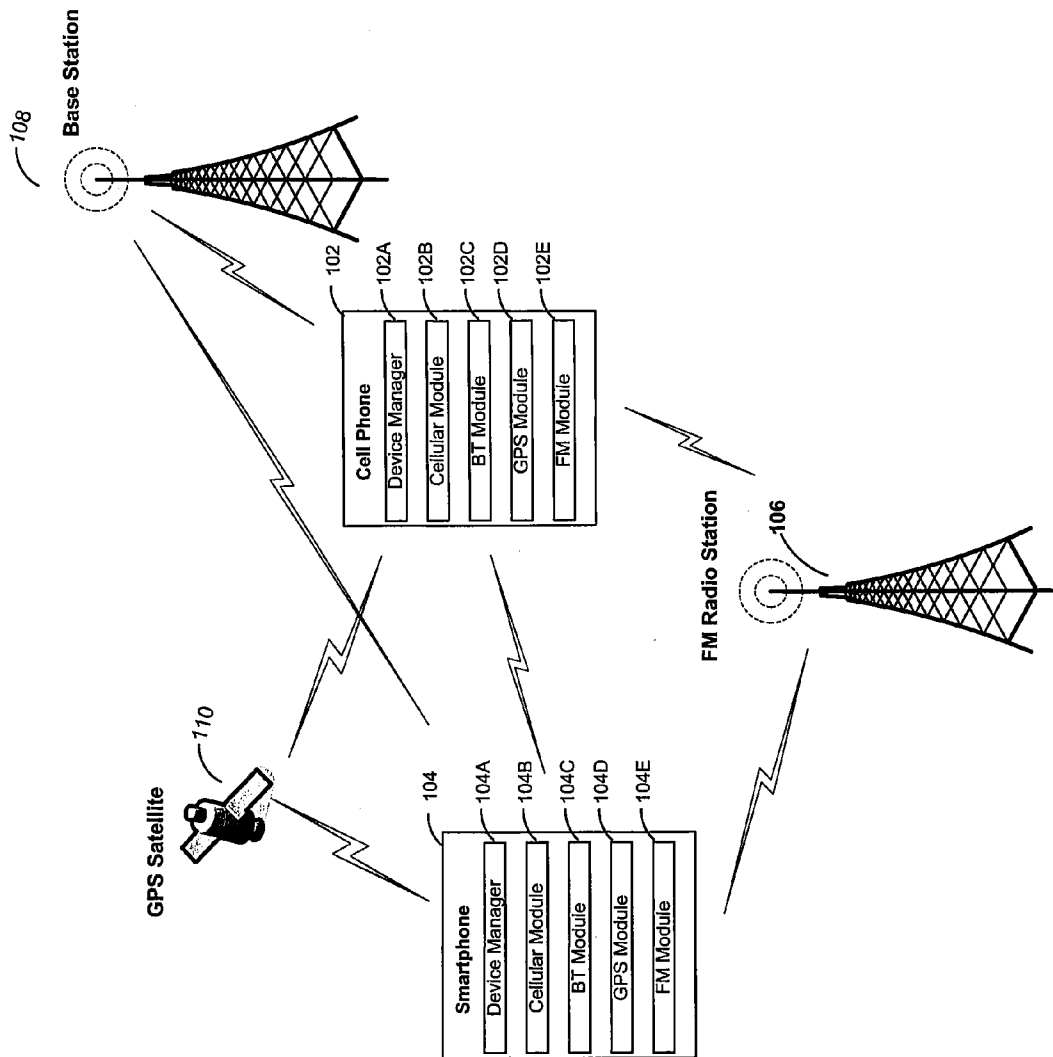 108
Base Station
GPS Satellite
110
102
Cell Phone
102A
Device Manager
102B
Cellular Module
102C
BT Module
102D
GPS Module
102E
FM Module
104
Smartphone
104A
Device Manager
104B
Cellular Module
104C
BT Module
104D
GPS Module
104E
FM Module
FM Radio Station
106